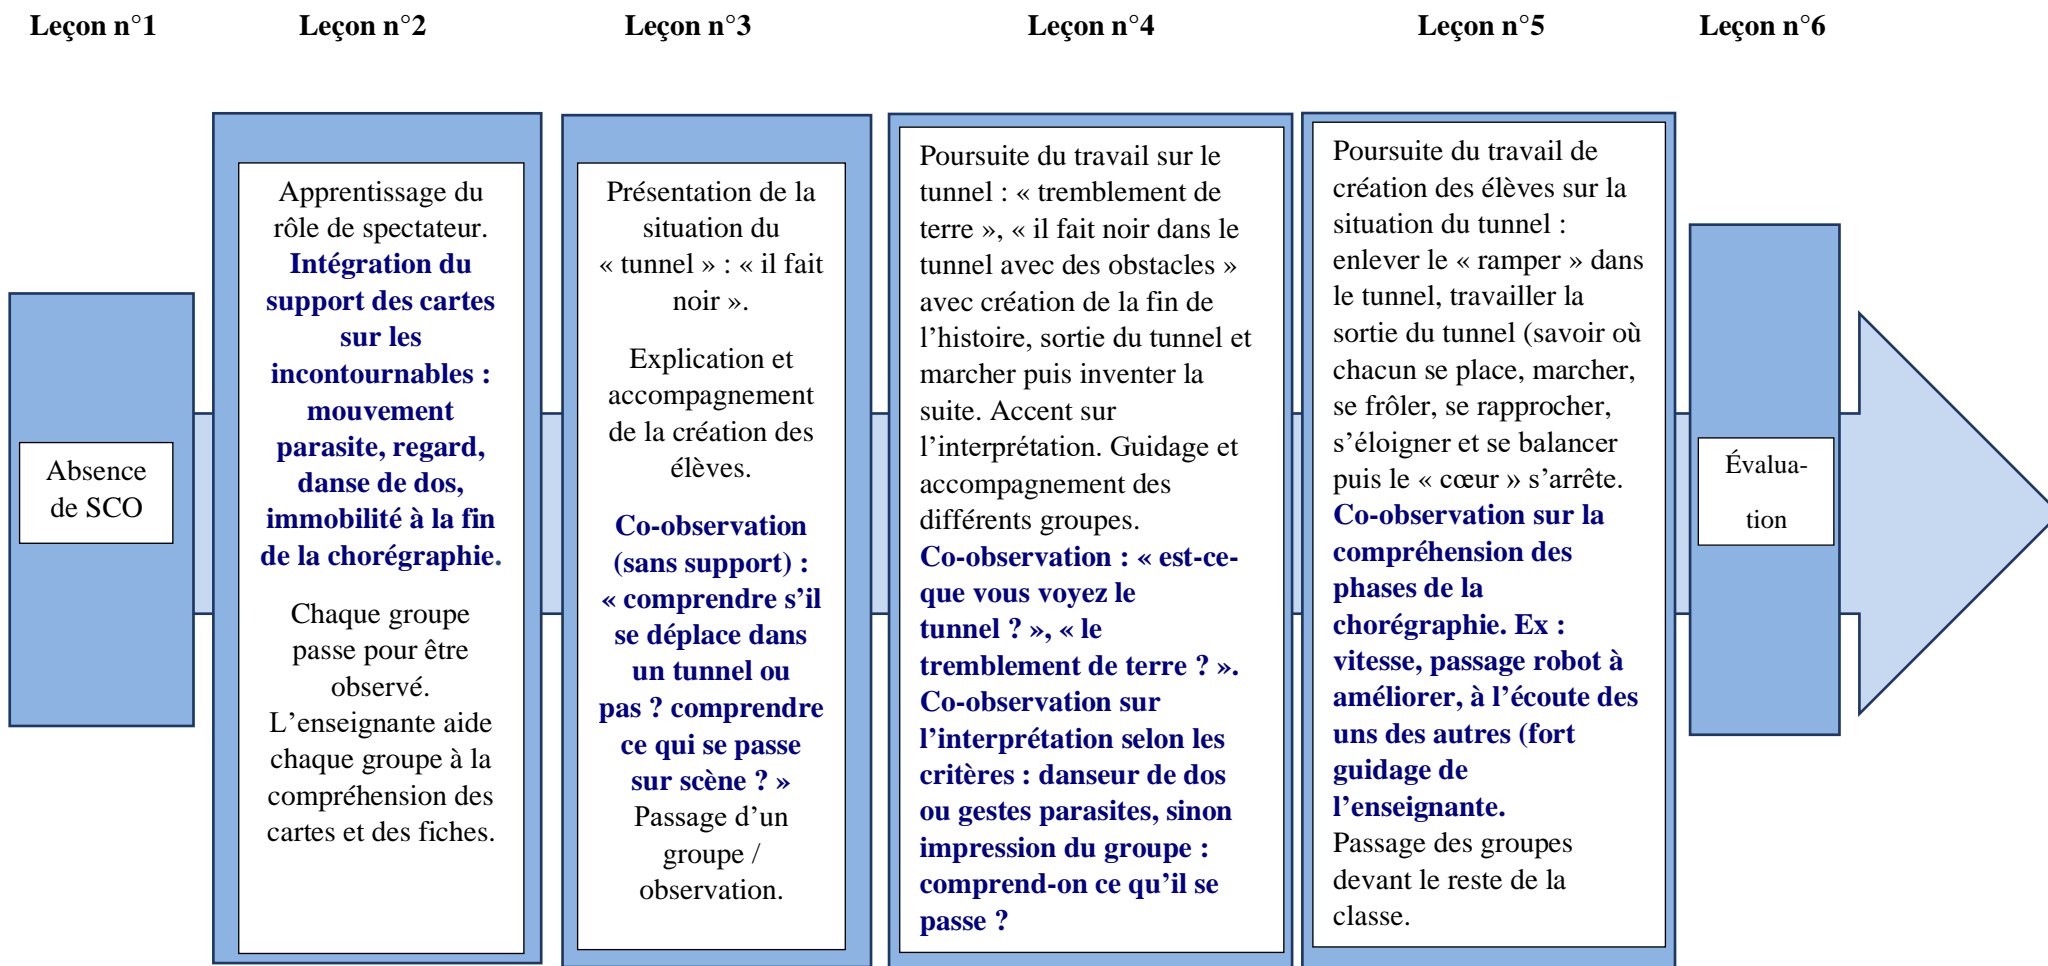 Leçon n°1
Leçon n°2
Leçon n°3
Leçon n°4
Leçon n°5
Leçon n°6
Absence
de SCO
Apprentissage du
rôle de spectateur.
Intégration du
support des cartes
sur les
incontournables :
mouvement
parasite, regard,
danse de dos,
immobilité à la fin
de la chorégraphie.
Chaque groupe
passe pour être
observé.
L’enseignante aide
chaque groupe à la
compréhension des
cartes et des fiches.
Présentation de la
situation du
« tunnel » : « il fait
noir ».
Explication et
accompagnement
de la création des
élèves.
Co-observation
(sans support) :
« comprendre s’il
se déplace dans
un tunnel ou
pas ? comprendre
ce qui se passe
sur scène ? »
Passage d’un
groupe /
observation.
Poursuite du travail sur le
tunnel : « tremblement de
terre », « il fait noir dans le
tunnel avec des obstacles »
avec création de la fin de
l’histoire, sortie du tunnel et
marcher puis inventer la
suite. Accent sur
l’interprétation. Guidage et
accompagnement des
différents groupes.
Co-observation : « est-ce-
que vous voyez le
tunnel ? », « le
tremblement de terre ? ».
Co-observation sur
l’interprétation selon les
critères : danseur de dos
ou gestes parasites, sinon
impression du groupe :
comprend-on ce qu’il se
passe ?
Poursuite du travail de
création des élèves sur la
situation du tunnel :
enlever le « ramper » dans
le tunnel, travailler la
sortie du tunnel (savoir où
chacun se place, marcher,
se frôler, se rapprocher,
s’éloigner et se balancer
puis le « cœur » s’arrête.
Co-observation sur la
compréhension des
phases de la
chorégraphie. Ex :
vitesse, passage robot à
améliorer, à l’écoute des
uns des autres (fort
guidage de
l’enseignante.
Passage des groupes
devant le reste de la
classe.
Évalua-
tion